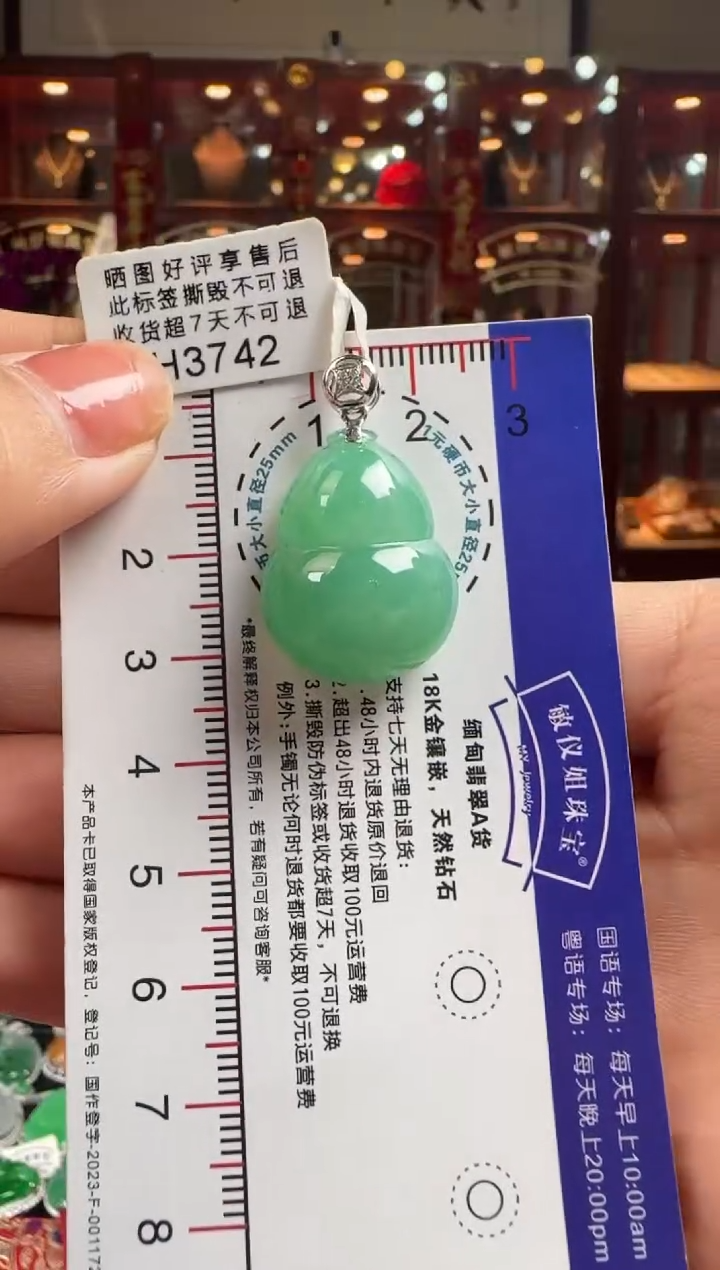 晒图好评享售后
此标签撕毁不可退
收货超7天不可退
H3742
1
2
3
1元硬币大小直径25
币大小直径25mm
2
3
4
5
6
7
8
敏仪姐珠宝®
MY Jewelry
缅甸翡翠A货
18K金镶嵌，天然钻石
支持七天无理由退货：
.48小时内退货原价退回
2.超出48小时退货收取100元运营费
3.撕毁防伪标签或收货超7天，不可退换
例外:手镯无论何时退货都要收取100元运营费
*最终解释权归本公司所有，若有疑问可咨询客服*
国语专场：每天早上10:00am
粤语专场：每天晚上20:00pm
本产品卡已取得国家版权登记，登记号：国作登字-2023-F-001172